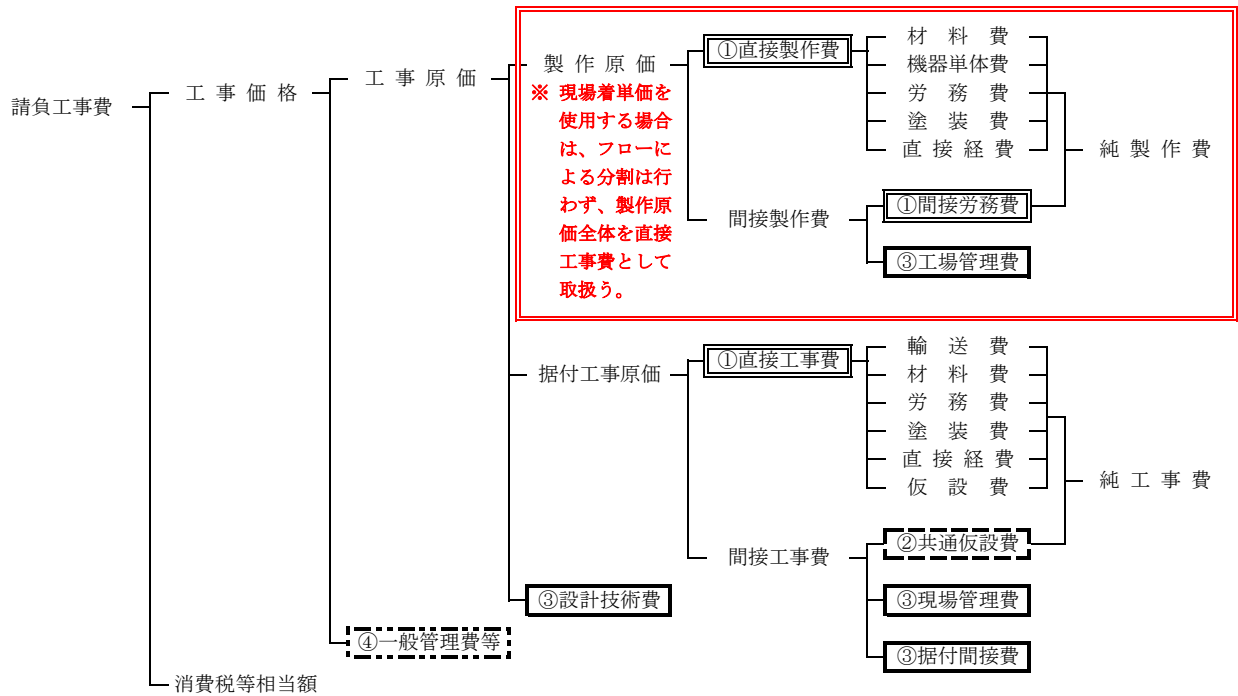 請負工事費
工事価格
工事原価
製作原価
※ 現場着単価を
使用する場合
は、フローに
よる分割は行
わず、製作原
価全体を直接
工事費として
取扱う。
①直接製作費
材料費
機器単体費
労務費
塗装費
直接経費
純製作費
間接製作費
①間接労務費
③工場管理費
据付工事原価
①直接工事費
輸送費
材料費
労務費
塗装費
直接経費
仮設費
純工事費
間接工事費
②共通仮設費
③現場管理費
③据付間接費
③設計技術費
④一般管理費等
消費税等相当額